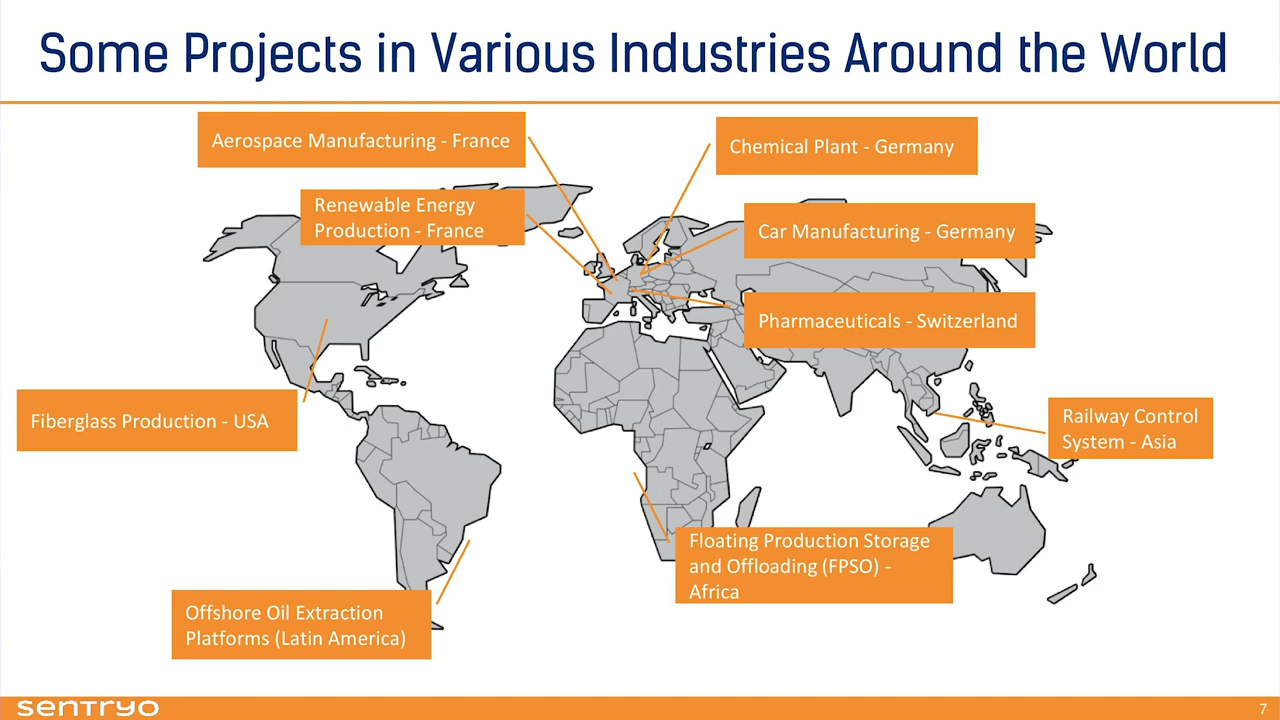 Some Projects in Various Industries Around the World
Aerospace Manufacturing - France
Chemical Plant - Germany
Renewable Energy
Production - France
Car Manufacturing - Germany
Pharmaceuticals - Switzerland
Fiberglass Production - USA
Railway Control
System - Asia
Floating Production Storage
and Offloading (FPSO) -
Africa
Offshore Oil Extraction
Platforms (Latin America)
sentryo
7